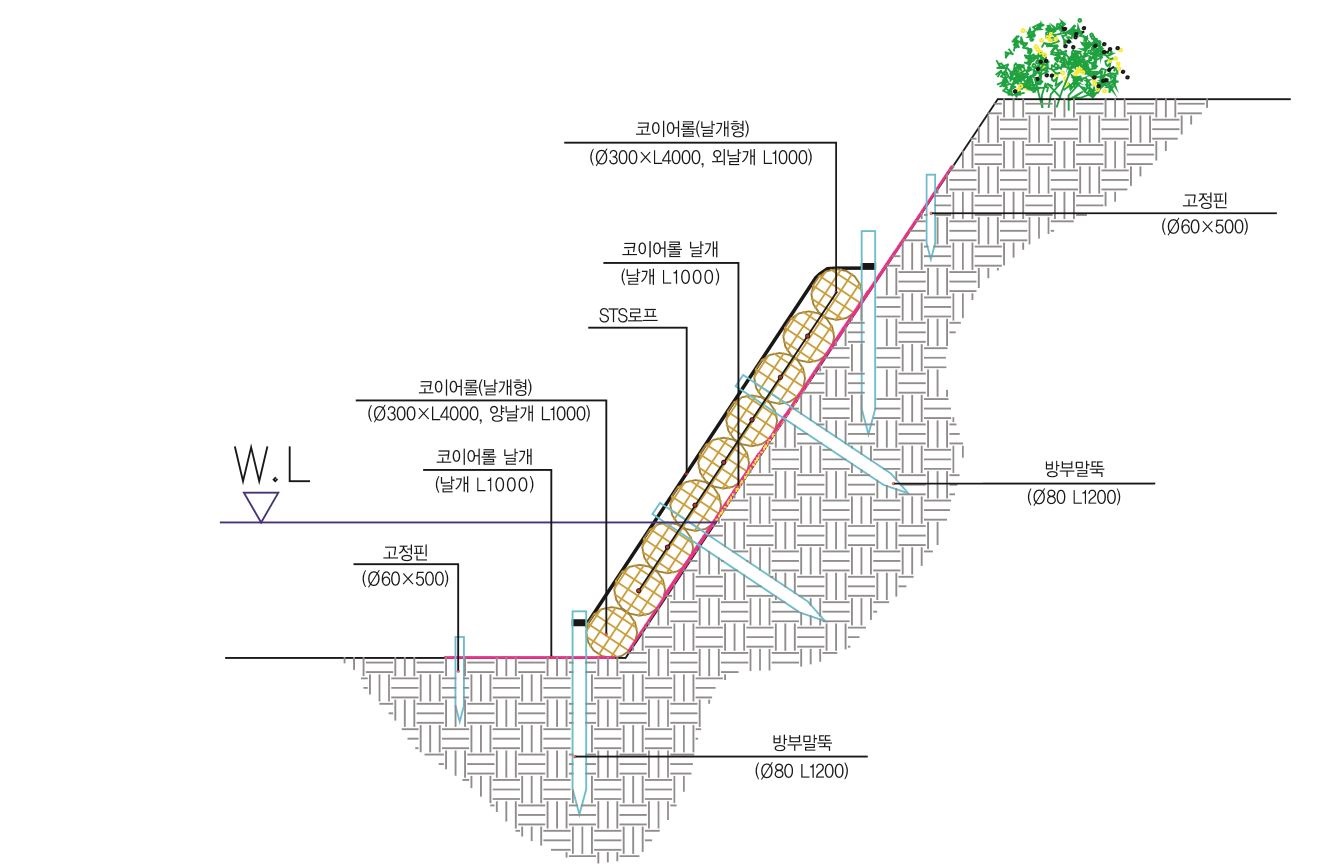 코이어롤(날개형)
(Ø300×L4000, 외날개 L1000)
고정핀
(Ø60×500)
코이어롤 날개
(날개 L1000)
STS로프
코이어롤(날개형)
(Ø300×L4000, 양날개 L1000)
W.L
코이어롤 날개
(날개 L1000)
방부말뚝
(Ø80 L1200)
고정핀
(Ø60×500)
방부말뚝
(Ø80 L1200)